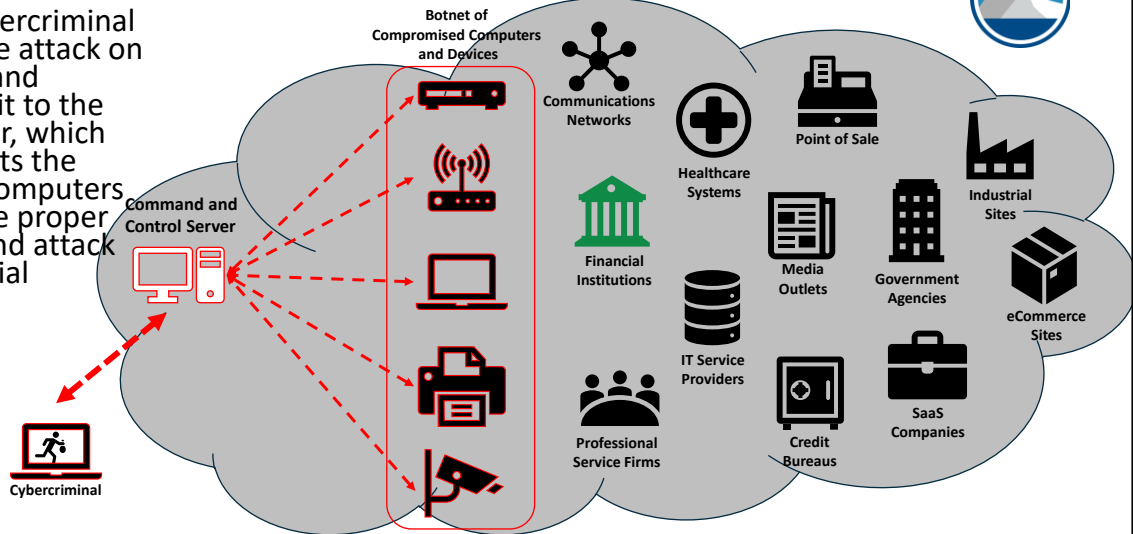 ercriminal
e attack on
and
it to the
r, which
ts the
omputers
e proper
nd attack
ial
Command and
Control Server
Cybercriminal
Botnet of
Compromised Computers
and Devices
Communications
Networks
Healthcare
Systems
Point of Sale
Industrial
Sites
Financial
Institutions
Media
Outlets
Government
Agencies
eCommerce
Sites
IT Service
Providers
Professional
Service Firms
Credit
Bureaus
SaaS
Companies